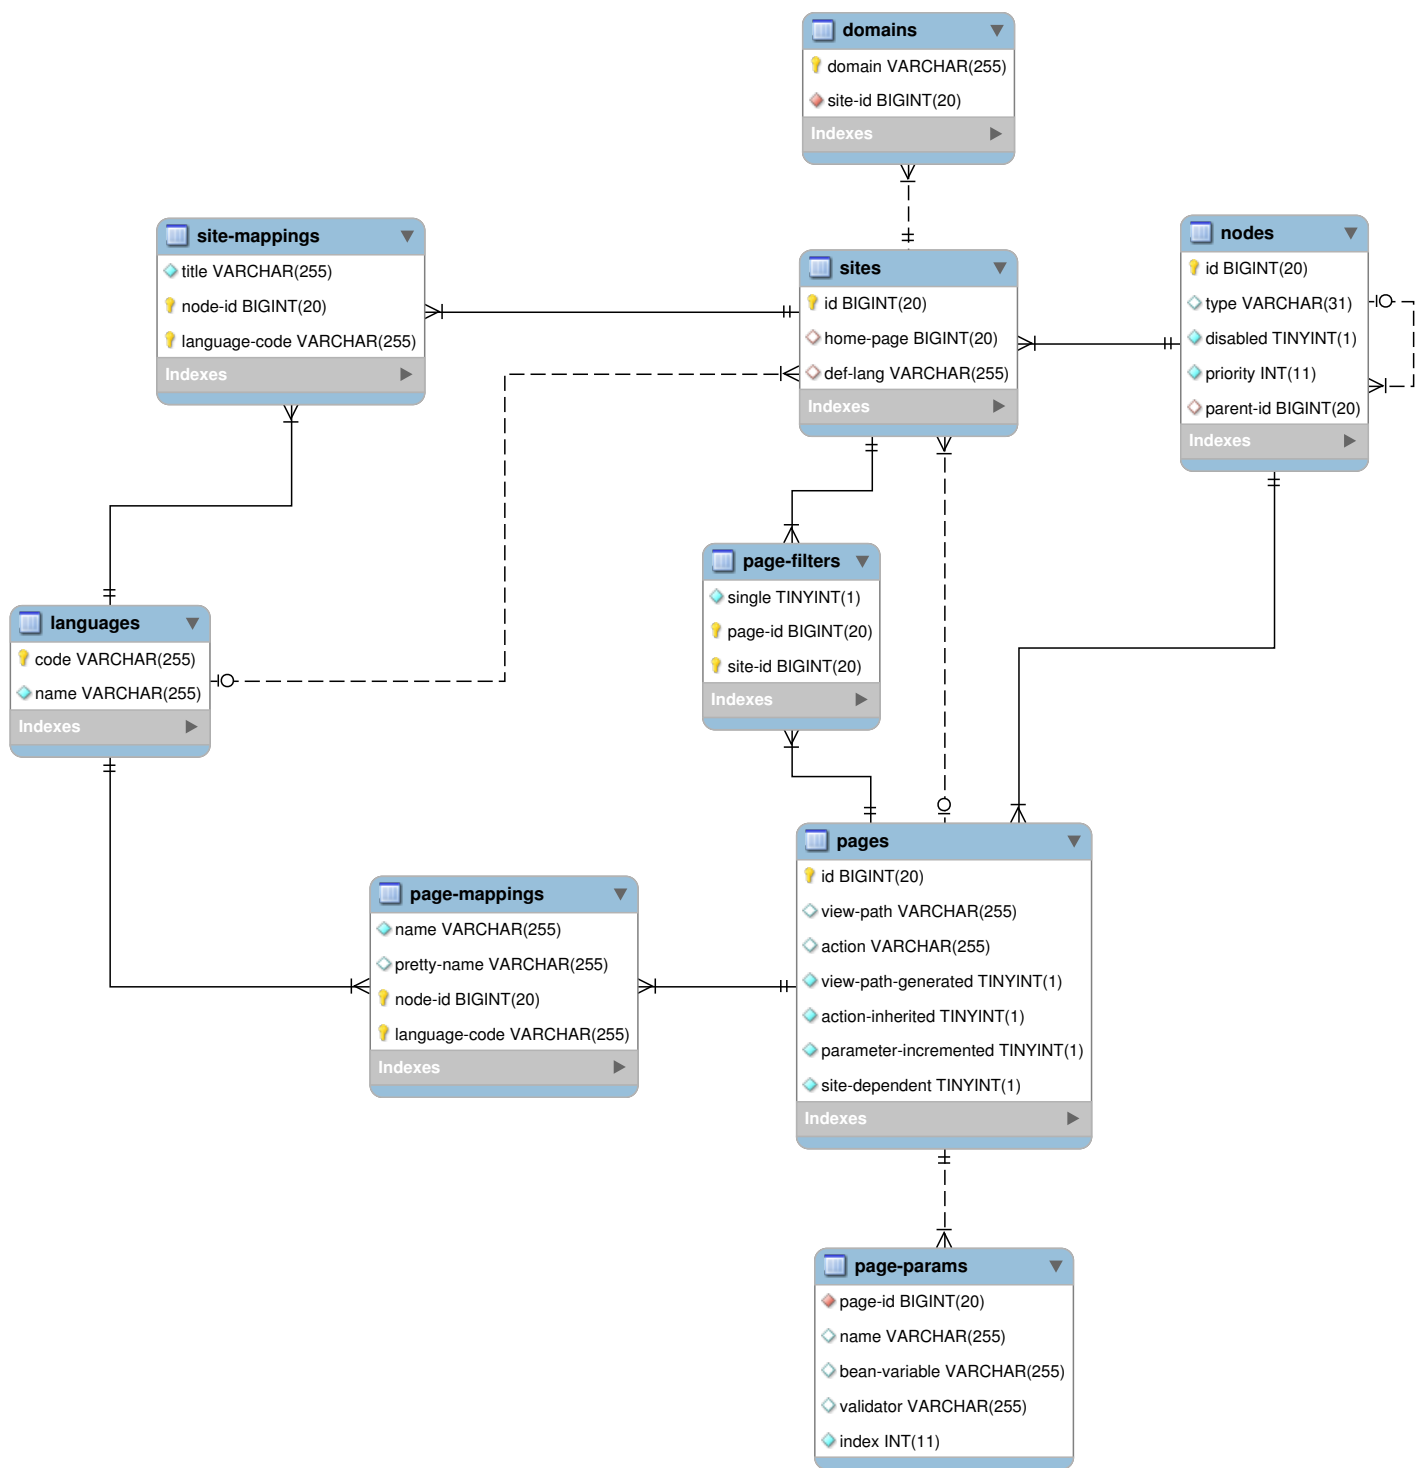 domains
domain VARCHAR(255)
site-id BIGINT(20)
Indexes
site-mappings
title VARCHAR(255)
node-id BIGINT(20)
language-code VARCHAR(255)
Indexes
sites
id BIGINT(20)
home-page BIGINT(20)
def-lang VARCHAR(255)
Indexes
nodes
id BIGINT(20)
type VARCHAR(31)
disabled TINYINT(1)
priority INT(11)
parent-id BIGINT(20)
Indexes
page-filters
single TINYINT(1)
page-id BIGINT(20)
site-id BIGINT(20)
Indexes
languages
code VARCHAR(255)
name VARCHAR(255)
Indexes
page-mappings
name VARCHAR(255)
pretty-name VARCHAR(255)
node-id BIGINT(20)
language-code VARCHAR(255)
Indexes
pages
id BIGINT(20)
view-path VARCHAR(255)
action VARCHAR(255)
view-path-generated TINYINT(1)
action-inherited TINYINT(1)
parameter-incremented TINYINT(1)
site-dependent TINYINT(1)
Indexes
page-params
page-id BIGINT(20)
name VARCHAR(255)
bean-variable VARCHAR(255)
validator VARCHAR(255)
index INT(11)